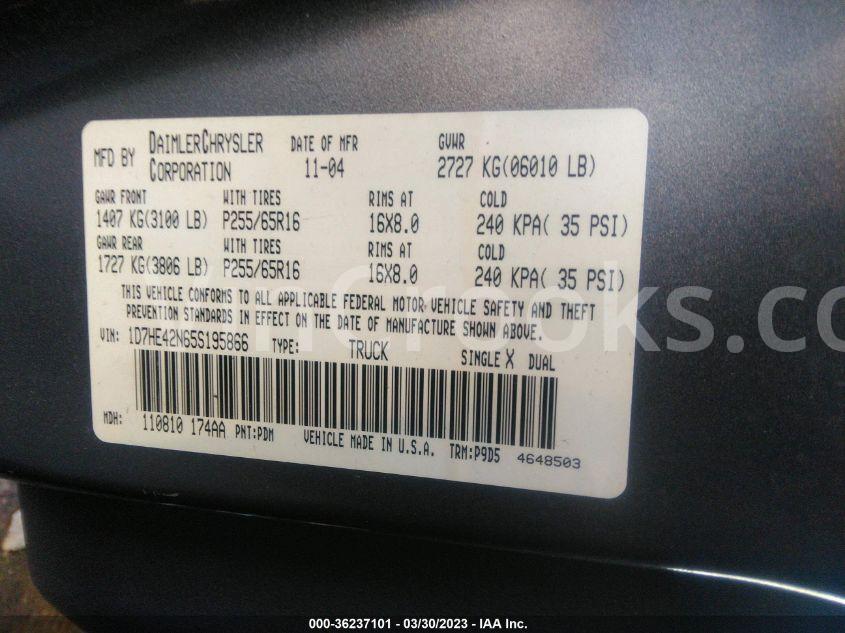 MFD BY DAIMLERCHRYSLER CORPORATION DATE OF MFR 11-04 GVWR 2727 KG(06010 LB)
GAWR FRONT WITH TIRES RIMS AT COLD
1407 KG(3100 LB) P255/65R16 16X8.0 240 KPA( 35 PSI)
GAWR REAR WITH TIRES RIMS AT COLD
1727 KG(3806 LB) P255/65R16 16X8.0 240 KPA( 35 PSI)
THIS VEHICLE CONFORMS TO ALL APPLICABLE FEDERAL MOTOR VEHICLE SAFETY AND THEFT
PREVENTION STANDARDS IN EFFECT ON THE DATE OF MANUFACTURE SHOWN ABOVE.
VIN: 1D7HE42N65S195866 TYPE: TRUCK SINGLE X DUAL
MDH: 110810 174AA PNT:PDM VEHICLE MADE IN U.S.A. TRM:P9D5 4648503
000-36237101 — 03/30/2023 — IAA Inc.